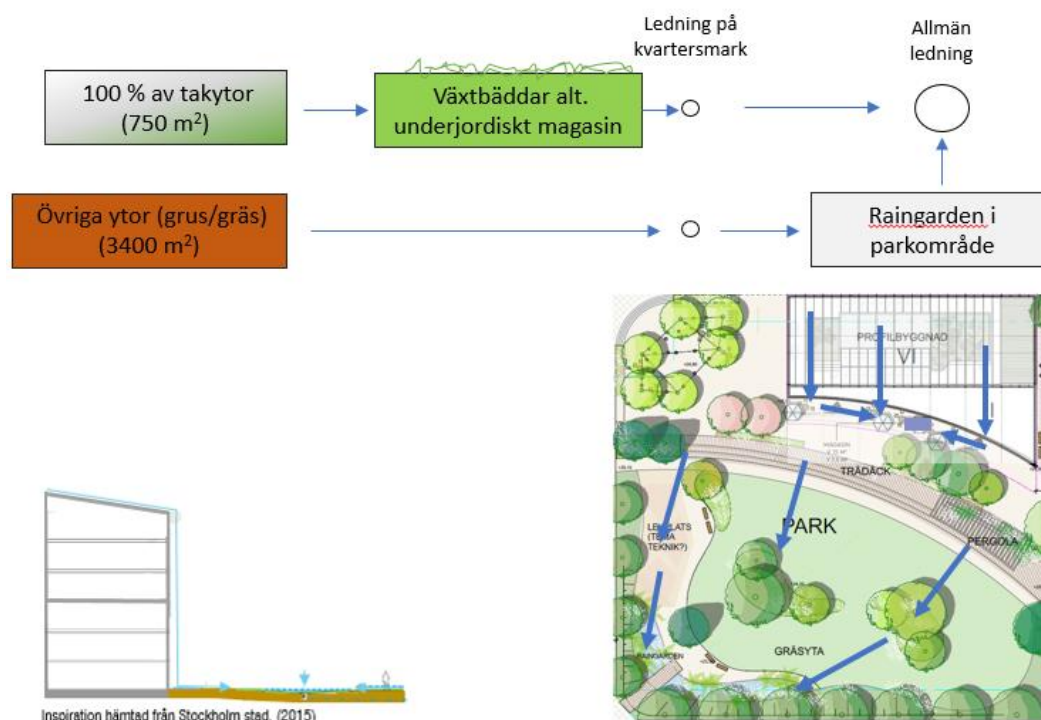 Ledning på
kvartersmark
Allmän
ledning
100 % av takytor
(750 m²)
Växtbäddar alt.
underjordiskt magasin
Övriga ytor (grus/gräs)
(3400 m²)
Raingarden i
parkområde
PROFILBYGGNAD
VI
MAGASIN
TRÄDÄCK
PARK
PERGOLA
(TEMA
TEKNIK?)
GRÄSYTA
RAINGARDEN
Inspiration hämtad från Stockholm stad, (2015)